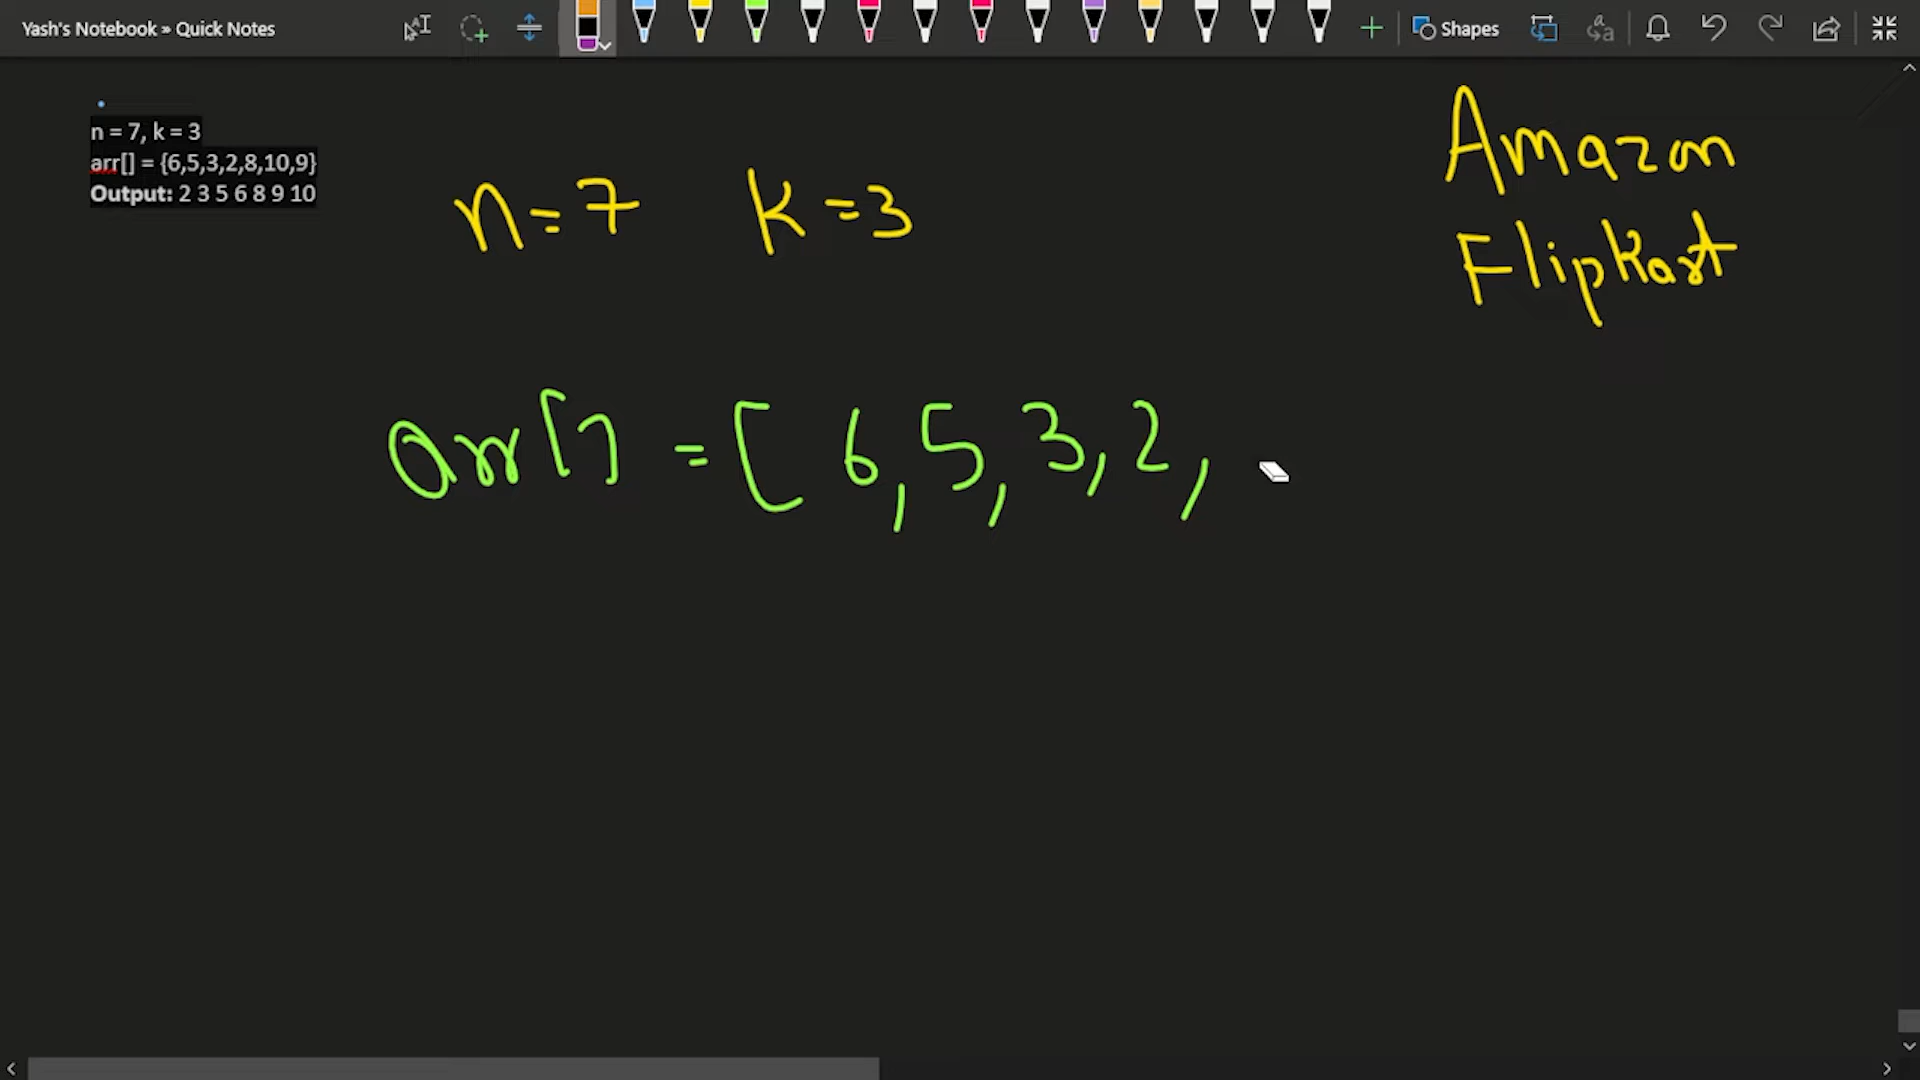 Yash's Notebook » Quick Notes
Shapes
n = 7, k = 3
arr[] = {6,5,3,2,8,10,9}
Output: 2 3 5 6 8 9 10
n=7 k=3
Amazon
Flipkart
arr[] = [ 6, 5, 3, 2,